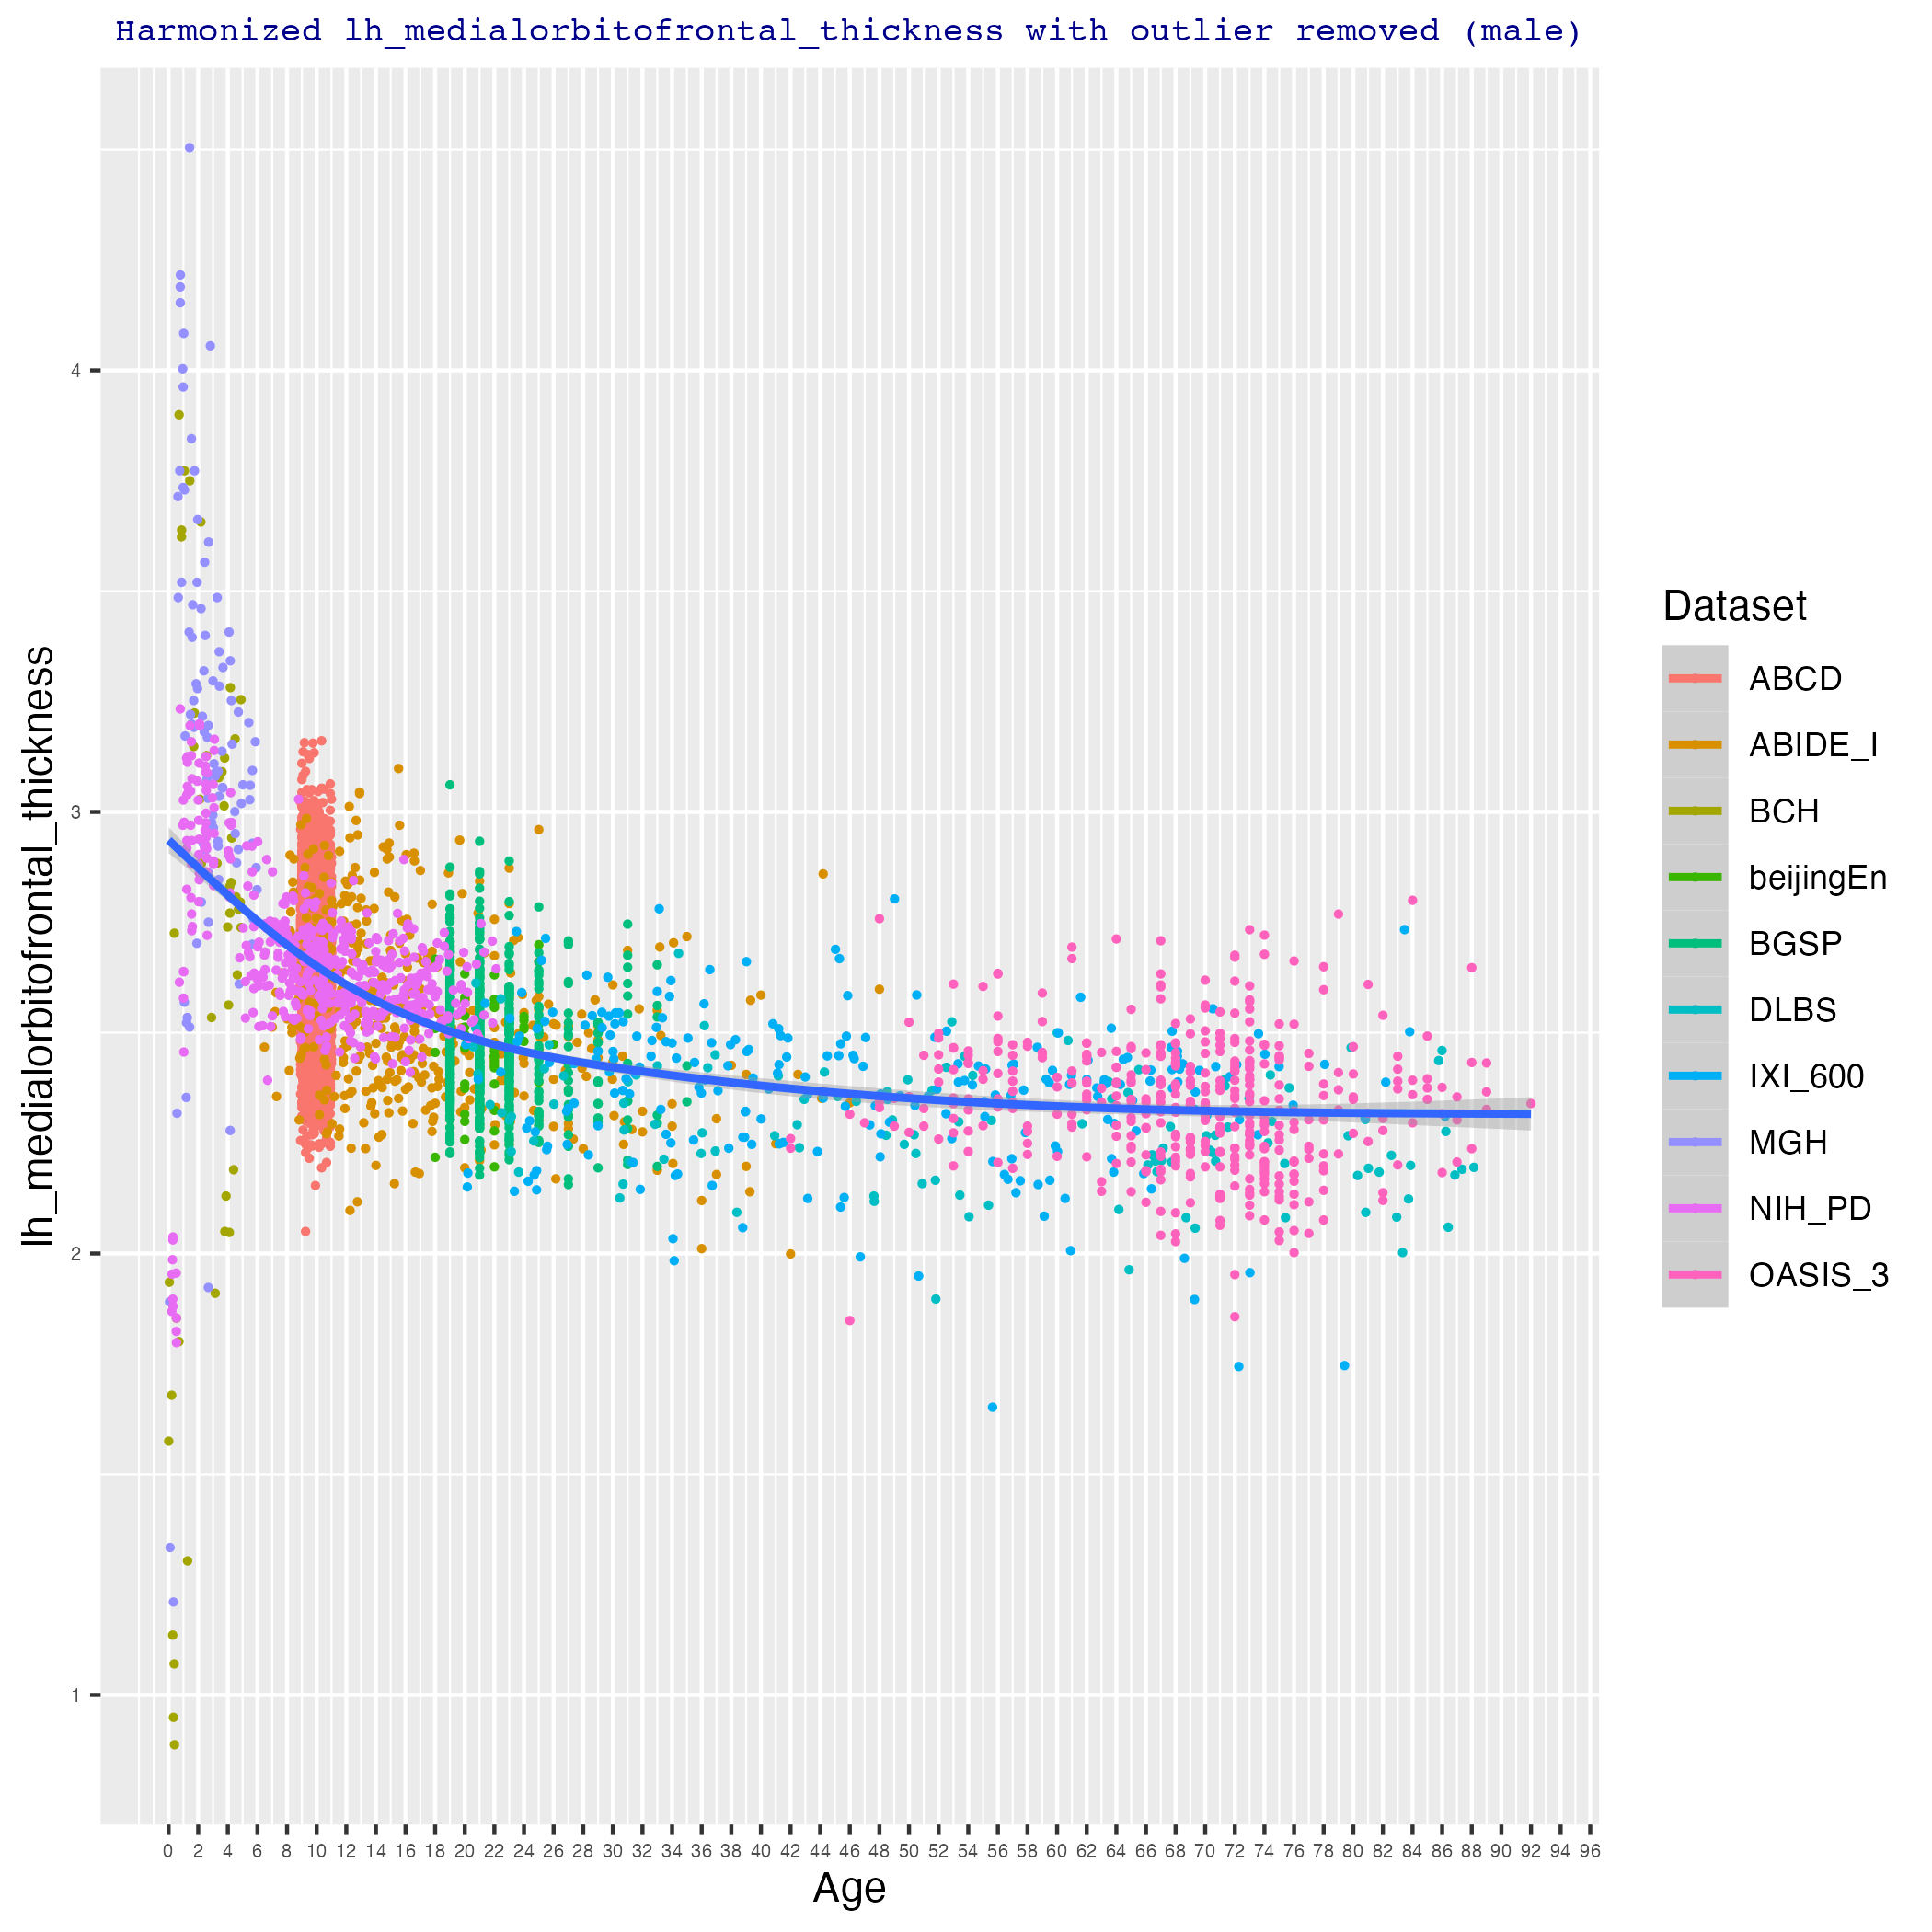 Harmonized lh_medialorbitofrontal_thickness with outlier removed (male)
lh_medialorbitofrontal_thickness
4
3
2
1
0 2 4 6 8 10 12 14 16 18 20 22 24 26 28 30 32 34 36 38 40 42 44 46 48 50 52 54 56 58 60 62 64 66 68 70 72 74 76 78 80 82 84 86 88 90 92 94 96
Age
Dataset
ABCD
ABIDE_I
BCH
beijingEn
BGSP
DLBS
IXI_600
MGH
NIH_PD
OASIS_3